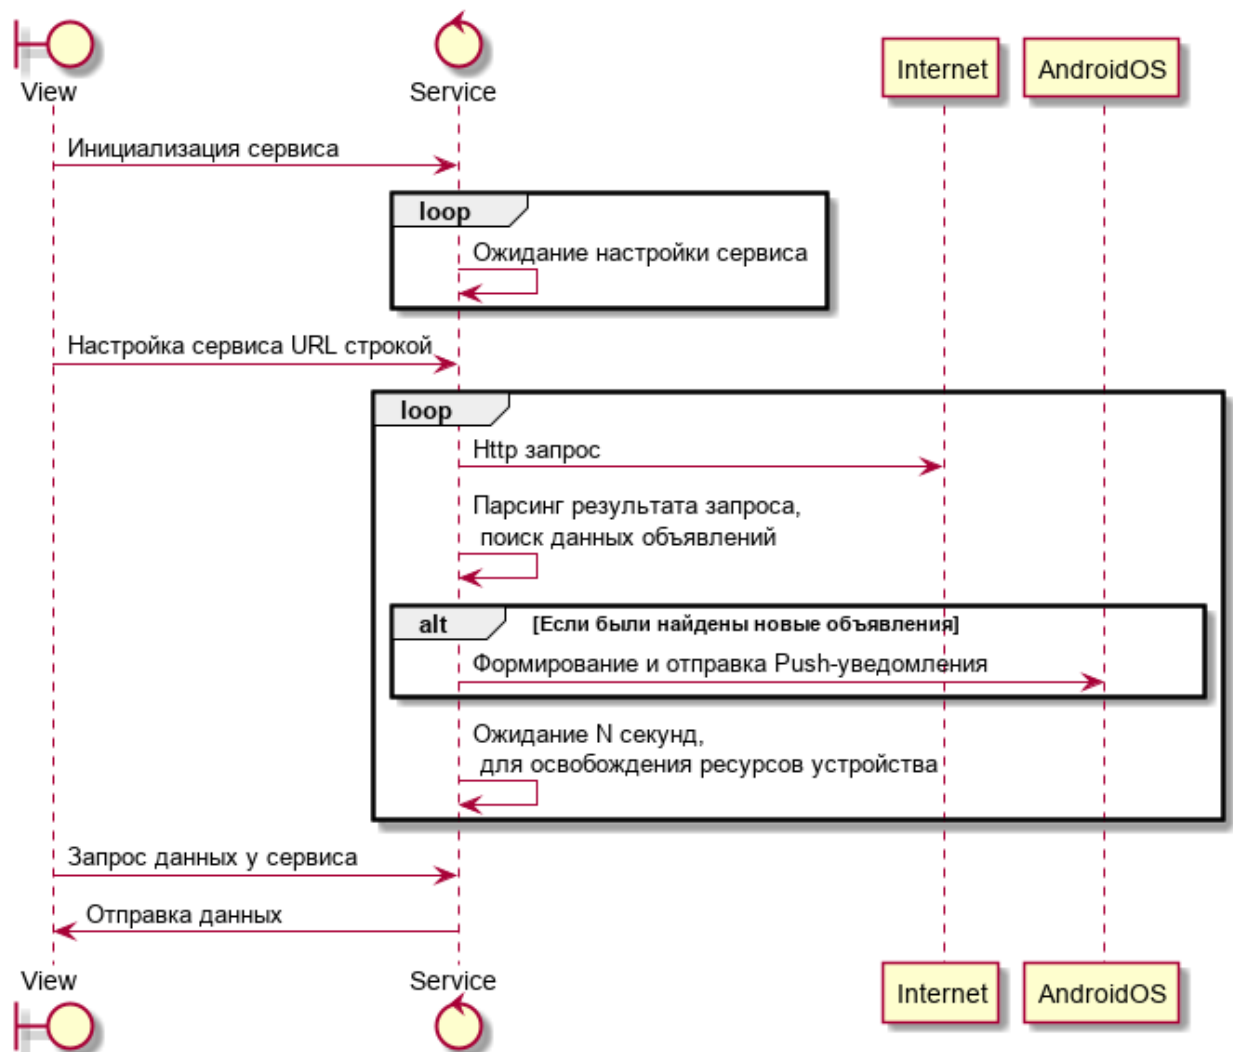 View
Service
Internet
AndroidOS
Инициализация сервиса
loop
Ожидание настройки сервиса
Настройка сервиса URL строкой
loop
Http запрос
Парсинг результата запроса,
поиск данных объявлений
alt
[Если были найдены новые объявления]
Формирование и отправка Push-уведомления
Ожидание N секунд,
для освобождения ресурсов устройства
Запрос данных у сервиса
Отправка данных
View
Service
Internet
AndroidOS